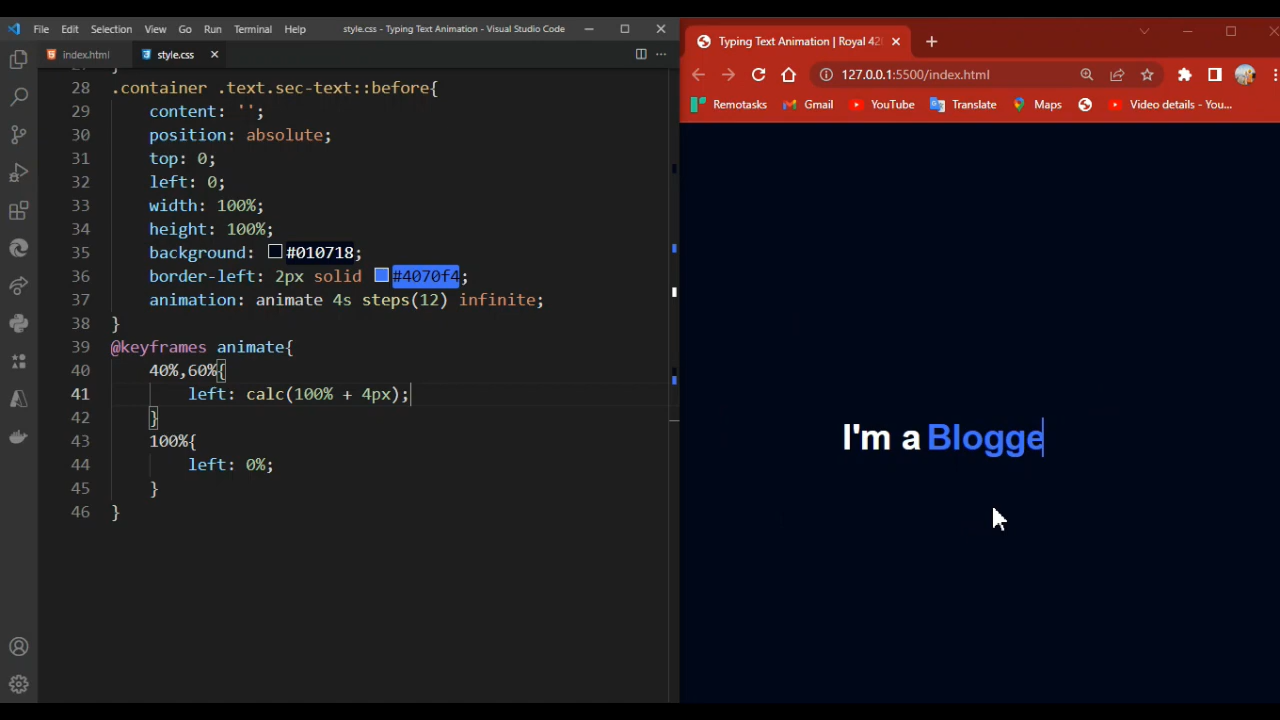 File Edit Selection View Go Run Terminal Help style.css - Typing Text Animation - Visual Studio Code
index.html style.css
28 .container .text.sec-text::before{
29 content: '';
30 position: absolute;
31 top: 0;
32 left: 0;
33 width: 100%;
34 height: 100%;
35 background: #010718;
36 border-left: 2px solid #4070f4;
37 animation: animate 4s steps(12) infinite;
38 }
39 @keyframes animate{
40 40%,60%{
41 left: calc(100% + 4px);
42 }
43 100%{
44 left: 0%;
45 }
46 }
Typing Text Animation | Royal 42
127.0.0.1:5500/index.html
Remotasks Gmail YouTube Translate Maps Video details - You...
I'm a Blogge